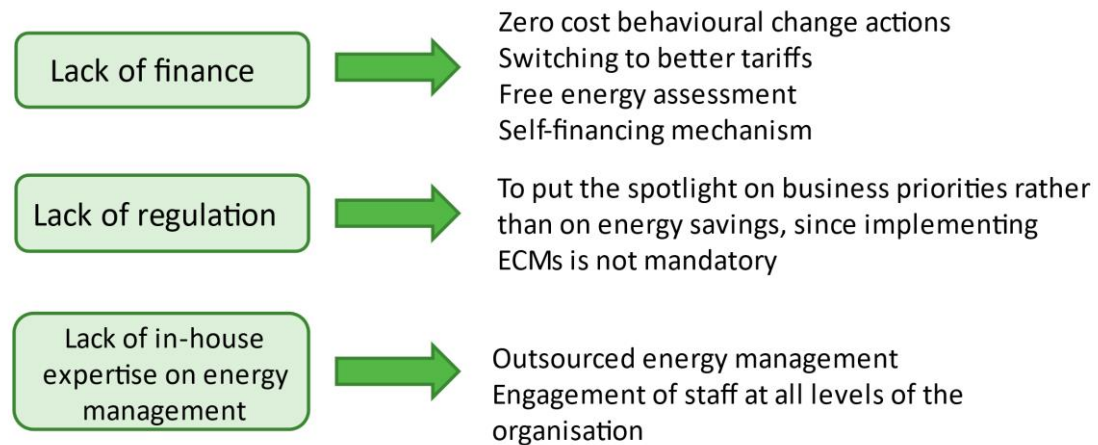 Lack of finance
Zero cost behavioural change actions
Switching to better tariffs
Free energy assessment
Self-financing mechanism
Lack of regulation
To put the spotlight on business priorities rather
than on energy savings, since implementing
ECMs is not mandatory
Lack of in-house
expertise on energy
management
Outsourced energy management
Engagement of staff at all levels of the
organisation